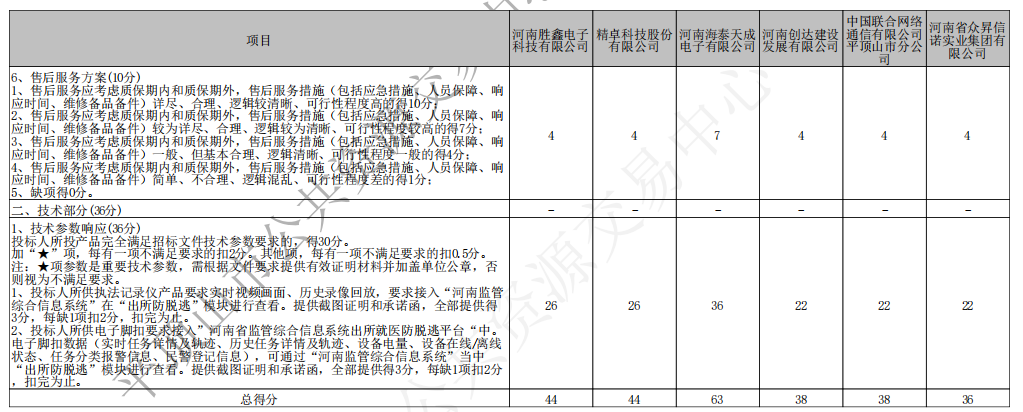 项目
河南胜鑫电子
科技有限公司
精卓科技股份
有限公司
河南海泰天成
电子有限公司
河南创达建设
发展有限公司
中国联合网络
通信有限公司
平顶山市分公
司
河南省众昇信
诺实业集团有
限公司
6、售后服务方案(10分)
1、售后服务应考虑质保期内和质保期外，售后服务措施（包括应急措施、人员保障、响
应时间、维修备品备件）详尽、合理、逻辑较清晰、可行性程度高的得10分；
2、售后服务应考虑质保期内和质保期外，售后服务措施（包括应急措施、人员保障、响
应时间、维修备品备件）较为详尽、合理、逻辑较为清晰、可行性程度较高的得7分；
3、售后服务应考虑质保期内和质保期外，售后服务措施（包括应急措施、人员保障、响
应时间、维修备品备件）一般、但基本合理、逻辑清晰、可行性程度一般的得4分；
4、售后服务应考虑质保期内和质保期外，售后服务措施（包括应急措施、人员保障、响
应时间、维修备品备件）简单、不合理、逻辑混乱、可行性程度差的得1分；
5、缺项得0分。
4 4 7 4 4 4
二、技术部分(36分)
– – – – – –
1、技术参数响应(36分)
投标人所投产品完全满足招标文件技术参数要求的，得30分。
加“★”项，每有一项不满足要求的扣2分。其他项，每有一项不满足要求的扣0.5分。
注：★项参数是重要技术参数，需根据文件要求提供有效证明材料并加盖单位公章，否
则视为不满足要求。
1、投标人所供执法记录仪产品要求实时视频画面、历史录像回放，要求接入“河南监管
综合信息系统”在“出所防脱逃”模块进行查看。提供截图证明和承诺函，全部提供得
3分，每缺1项扣2分，扣完为止。
2、投标人所供电子脚扣要求接入”河南省监管综合信息系统出所就医防脱逃平台“中。
电子脚扣数据（实时任务详情及轨迹、历史任务详情及轨迹、设备电量、设备在线/离线
状态、任务分类报警信息、民警登记信息），可通过“河南监管综合信息系统”当中
“出所防脱逃”模块进行查看。提供截图证明和承诺函，全部提供得3分，每缺1项扣2分
，扣完为止。
26 26 36 22 22 22
总得分
44 44 63 38 38 36
平顶山市公共资源交易中心
公共资源交易中心